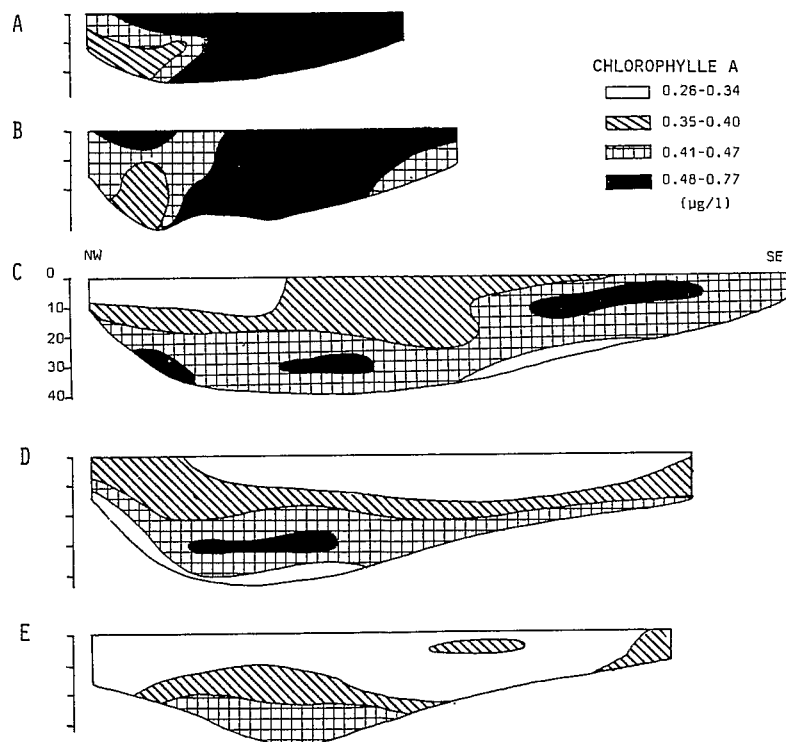 A
CHLOROPHYLLE A
0.26-0.34
0.35-0.40
0.41-0.47
0.48-0.77
(µg/l)
B
NW
SE
C
0
10
20
30
40
D
E